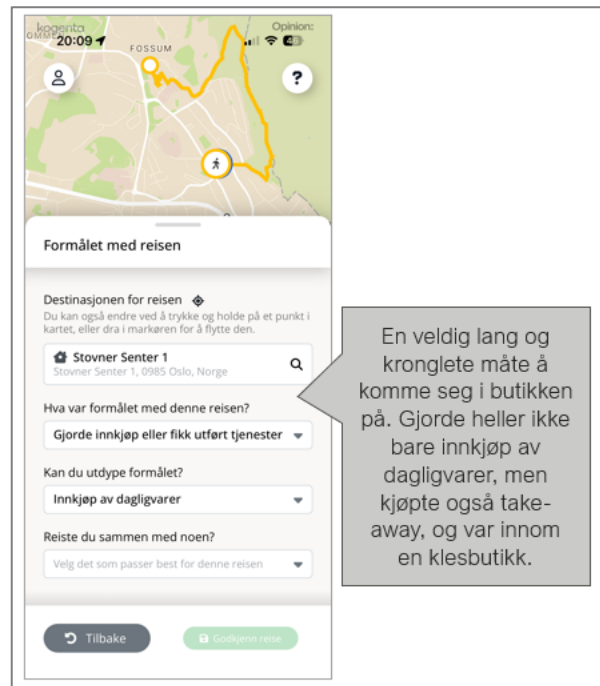 kogenta
Opinion:
20:09
48
FOSSUM
?
Formålet med reisen
Destinasjonen for reisen
Du kan også endre ved å trykke og holde på et punkt i
kartet, eller dra i markøren for å flytte den.
Stovner Senter 1
Stovner Senter 1, 0985 Oslo, Norge
Hva var formålet med denne reisen?
Gjorde innkjøp eller fikk utført tjenester
Kan du utdype formålet?
Innkjøp av dagligvarer
Reiste du sammen med noen?
Velg det som passer best for denne reisen
Tilbake
Godkjenn reise
En veldig lang og
kronglete måte å
komme seg i butikken
på. Gjorde heller ikke
bare innkjøp av
dagligvarer, men
kjøpte også take-
away, og var innom
en klesbutikk.